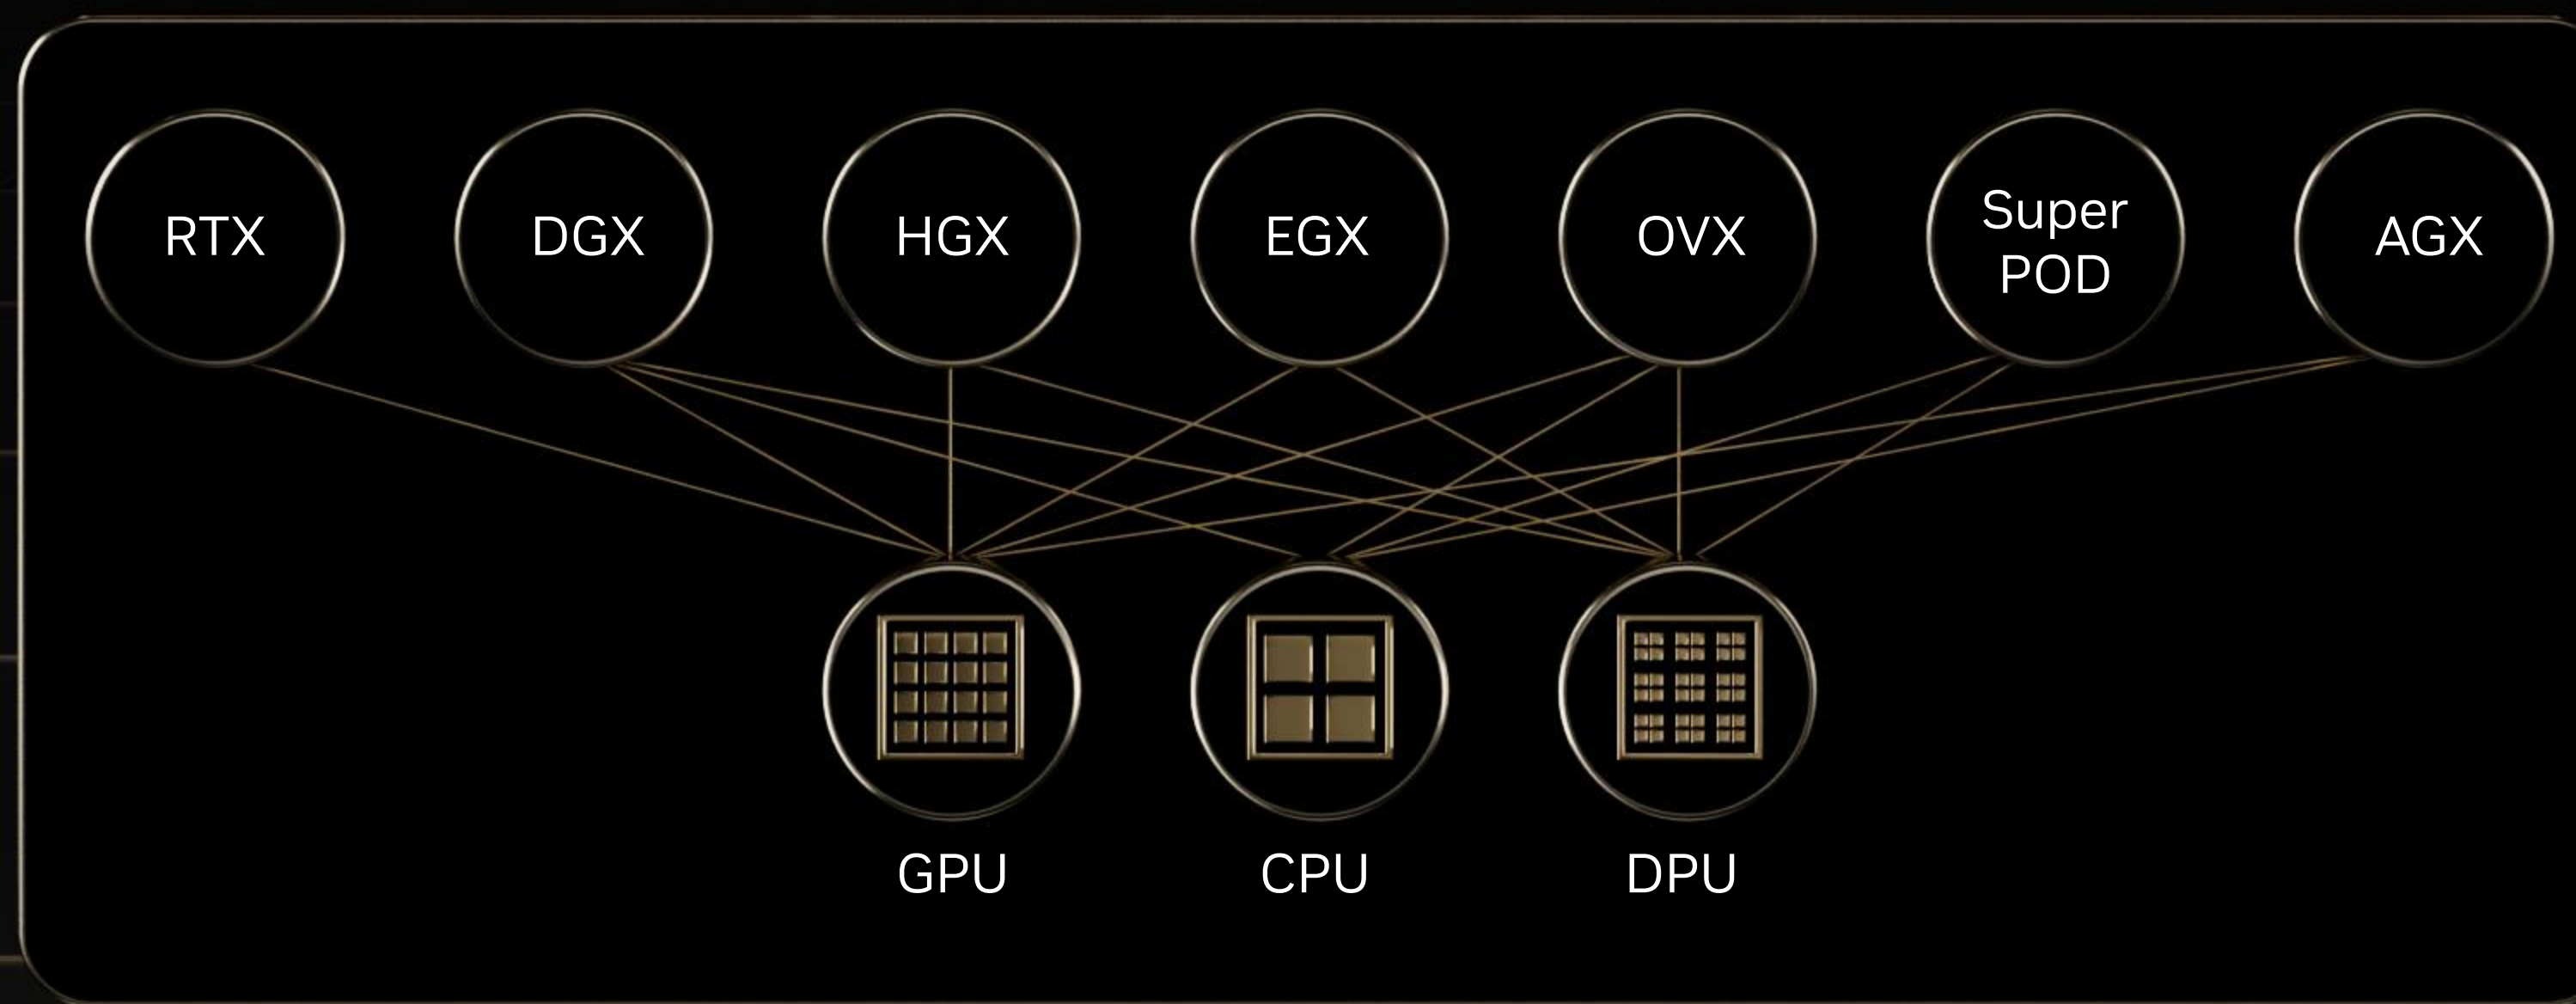 RTX
DGX
HGX
EGX
OVX
Super
POD
AGX
GPU
CPU
DPU